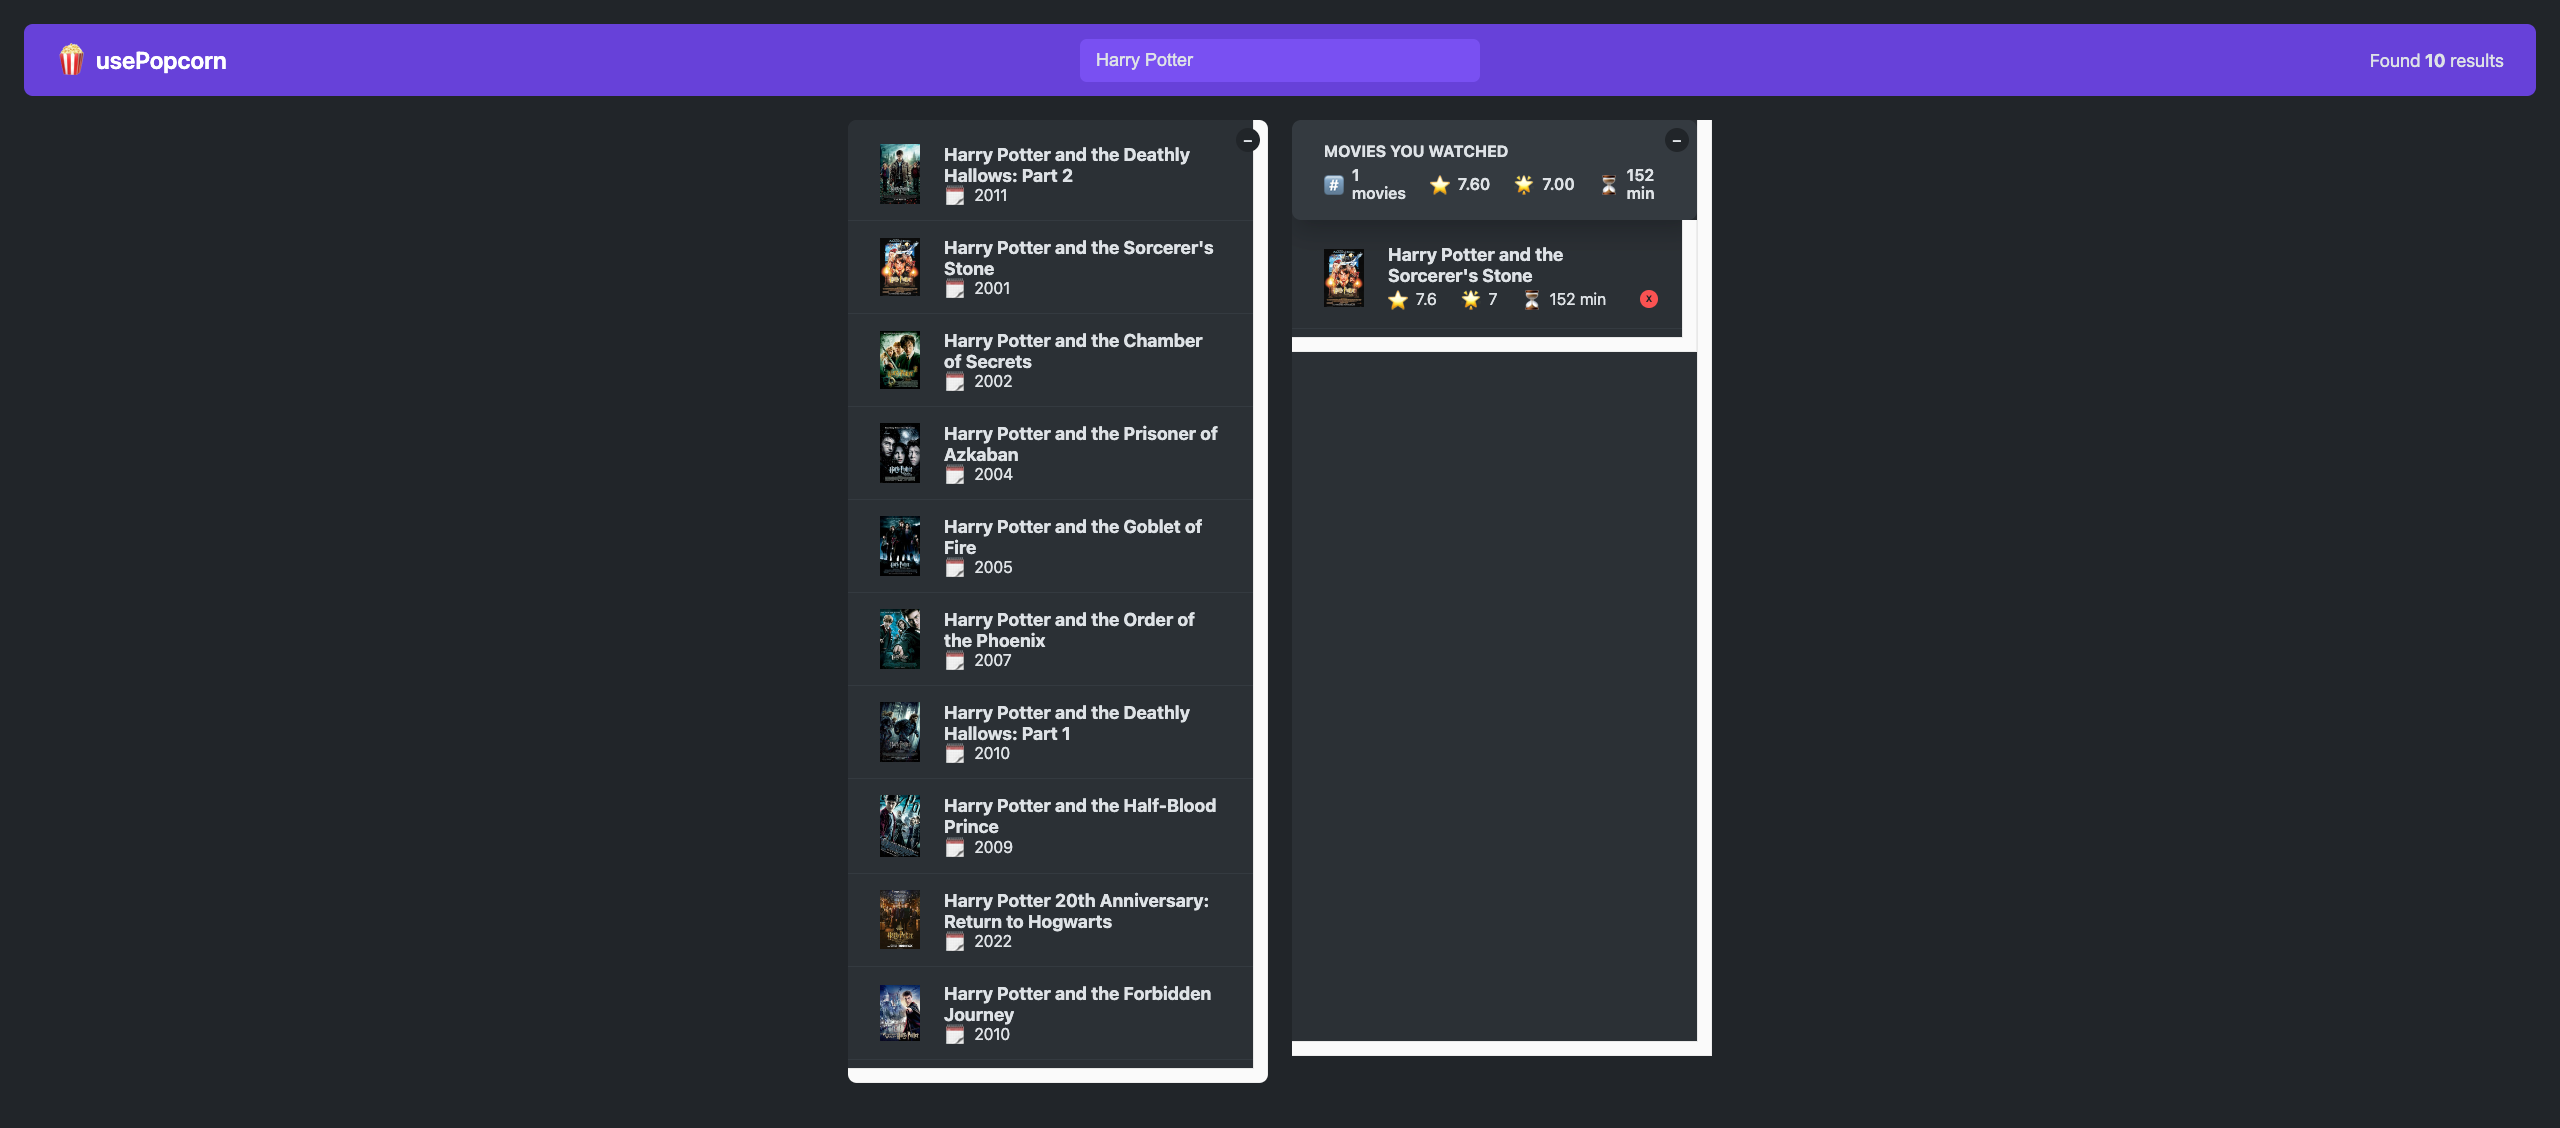 usePopcorn
Harry Potter
Found 10 results
–
Harry Potter and the Deathly
Hallows: Part 2
2011
Harry Potter and the Sorcerer's
Stone
2001
Harry Potter and the Chamber
of Secrets
2002
Harry Potter and the Prisoner of
Azkaban
2004
Harry Potter and the Goblet of
Fire
2005
Harry Potter and the Order of
the Phoenix
2007
Harry Potter and the Deathly
Hallows: Part 1
2010
Harry Potter and the Half-Blood
Prince
2009
Harry Potter 20th Anniversary:
Return to Hogwarts
2022
Harry Potter and the Forbidden
Journey
2010
–
MOVIES YOU WATCHED
#️⃣ 1 movies ⭐️ 7.60 🌟 7.00 ⏳ 152 min
Harry Potter and the
Sorcerer's Stone
⭐️ 7.6 🌟 7 ⏳ 152 min X